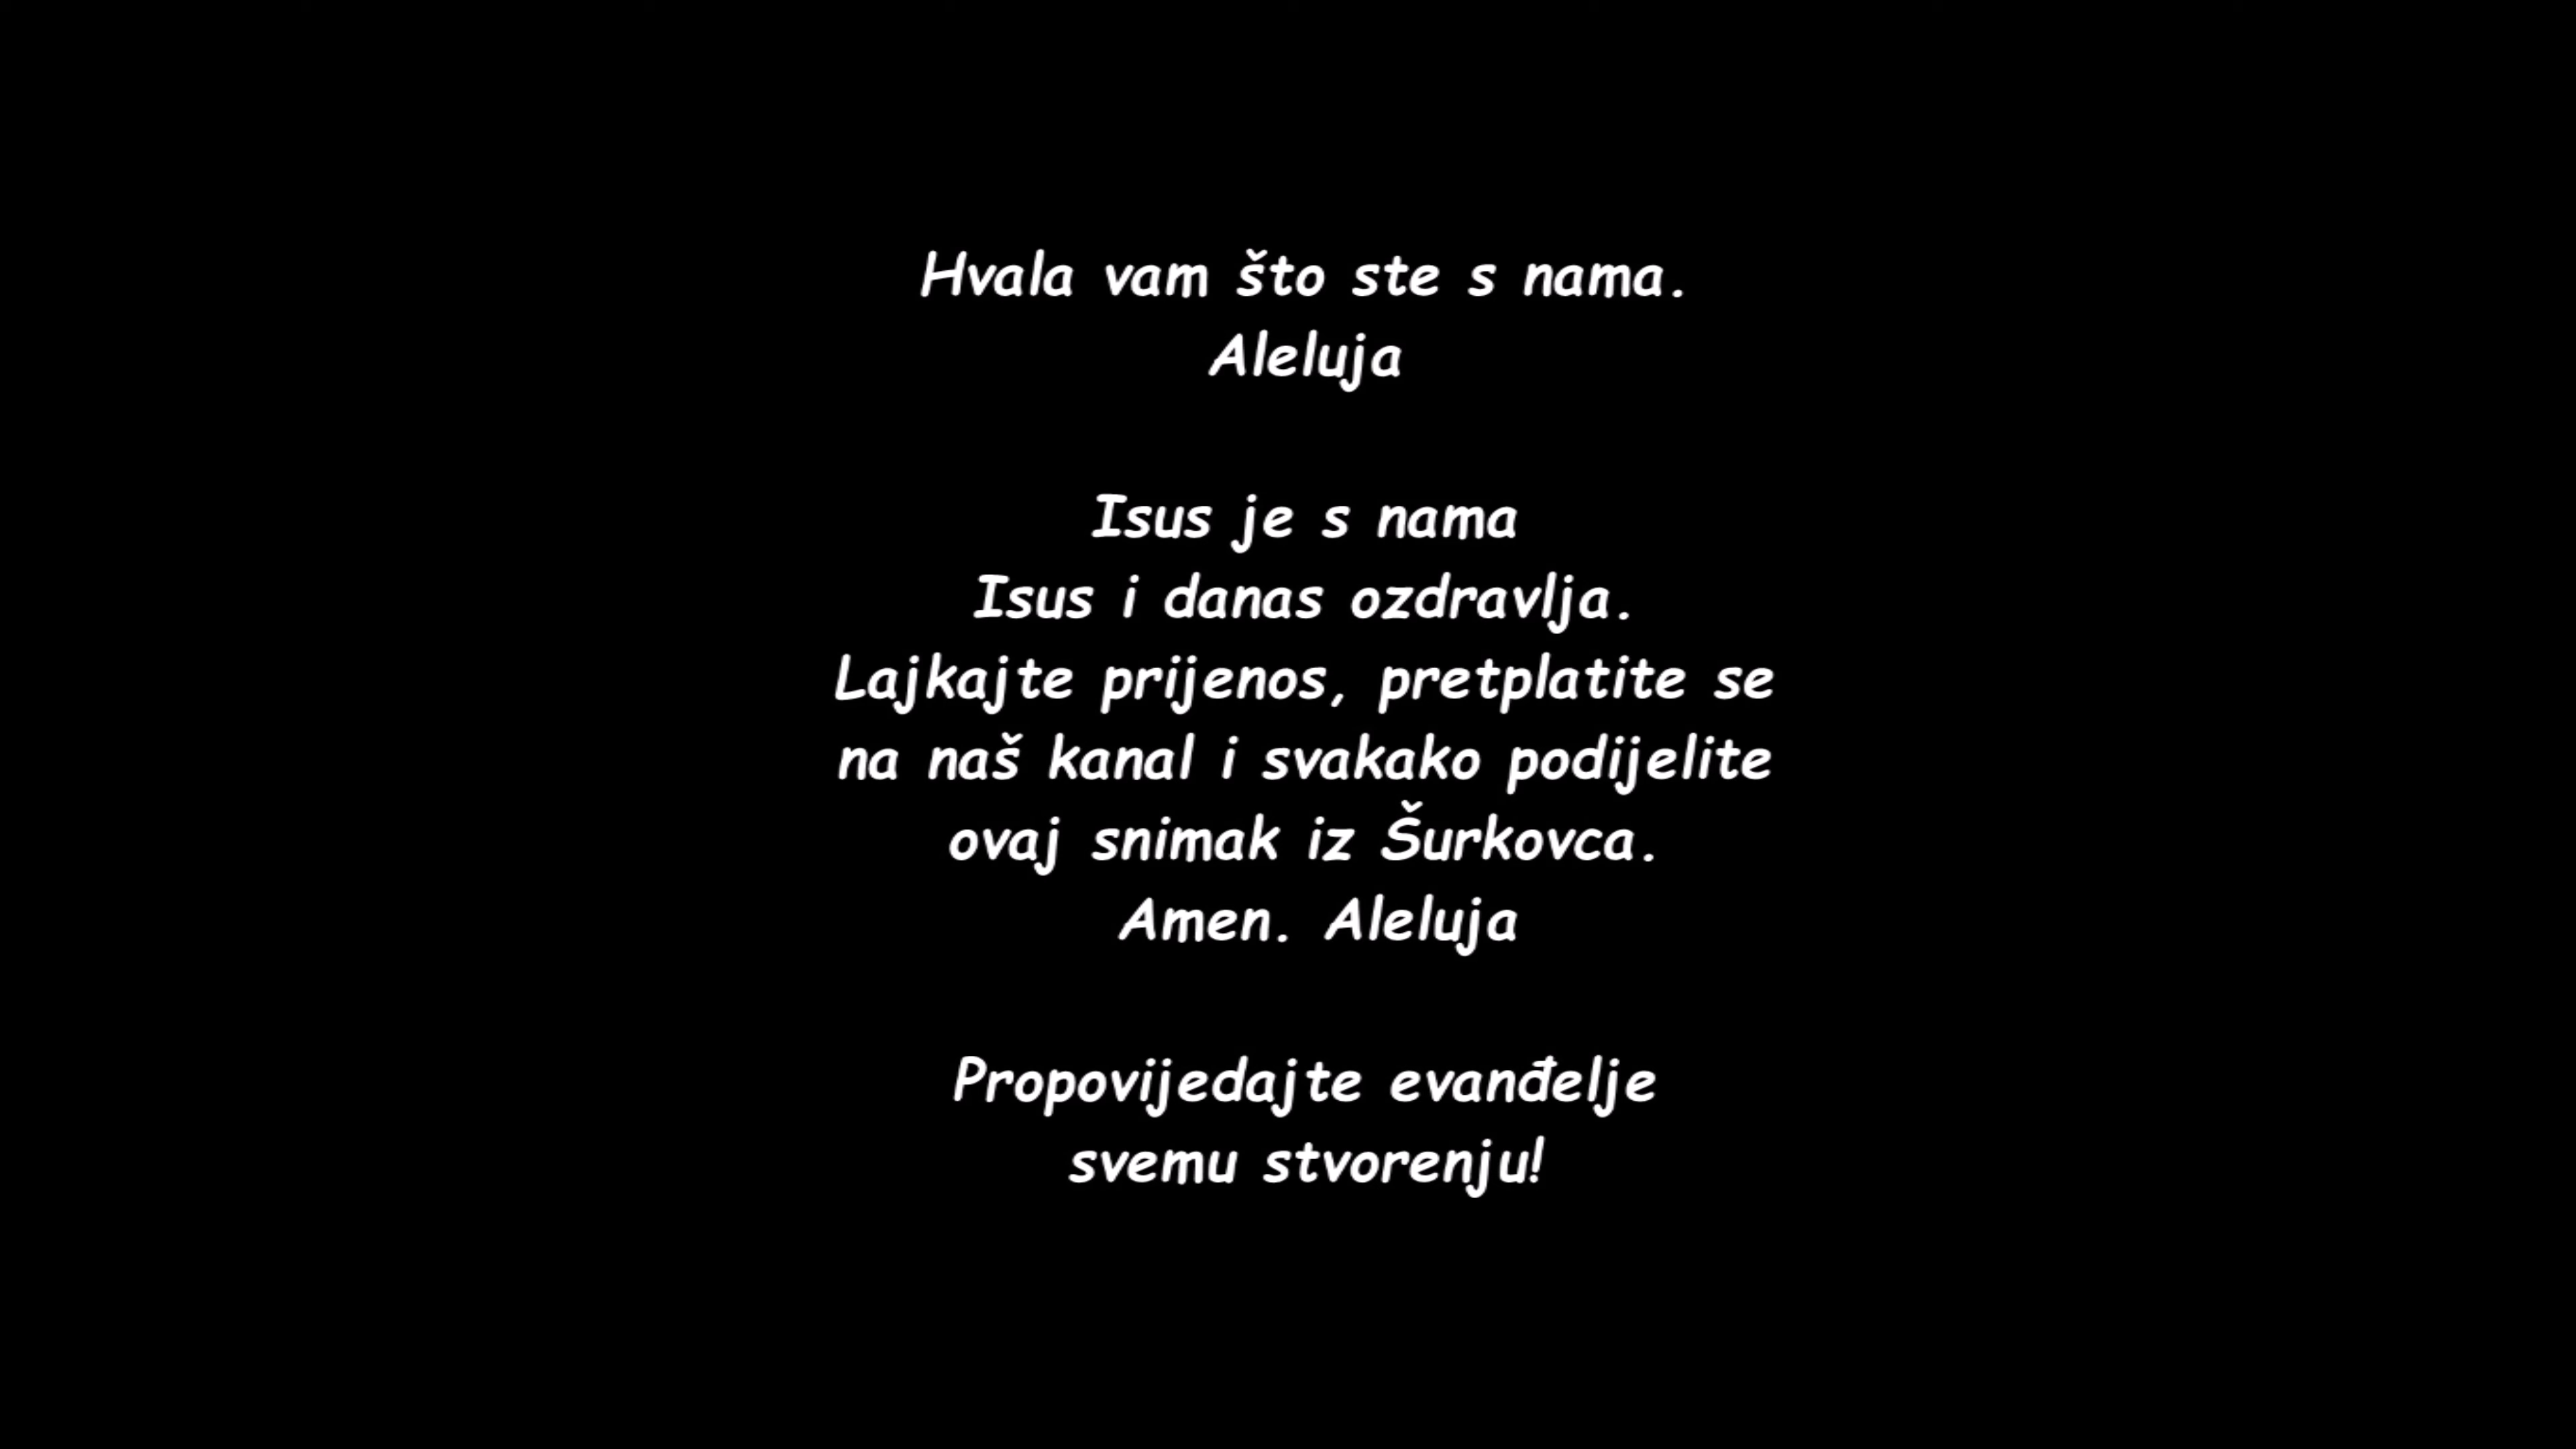 Hvala vam što ste s nama.
Aleluja
Isus je s nama
Isus i danas ozdravlja.
Lajkajte prijenos, pretplatite se
na naš kanal i svakako podijelite
ovaj snimak iz Šurkovca.
Amen. Aleluja
Propovijedajte evanđelje
svemu stvorenju!